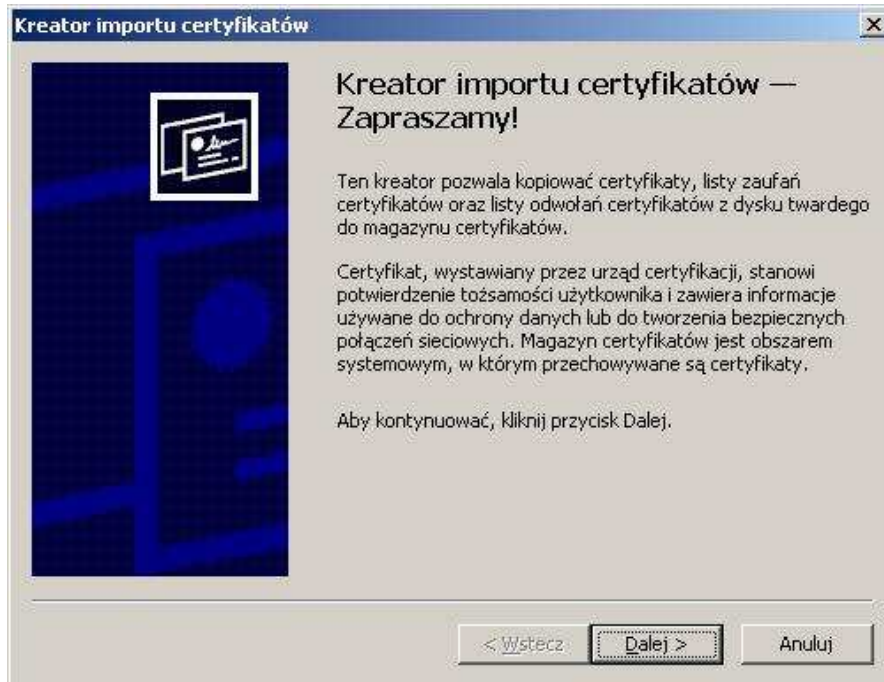 Kreator importu certyfikatów
Kreator importu certyfikatów —
Zapraszamy!
Ten kreator pozwala kopiować certyfikaty, listy zaufań
certyfikatów oraz listy odwołań certyfikatów z dysku twardego
do magazynu certyfikatów.
Certyfikat, wystawiany przez urząd certyfikacji, stanowi
potwierdzenie tożsamości użytkownika i zawiera informacje
używane do ochrony danych lub do tworzenia bezpiecznych
połączeń sieciowych. Magazyn certyfikatów jest obszarem
systemowym, w którym przechowywane są certyfikaty.
Aby kontynuować, kliknij przycisk Dalej.
< Wstecz Dalej > Anuluj